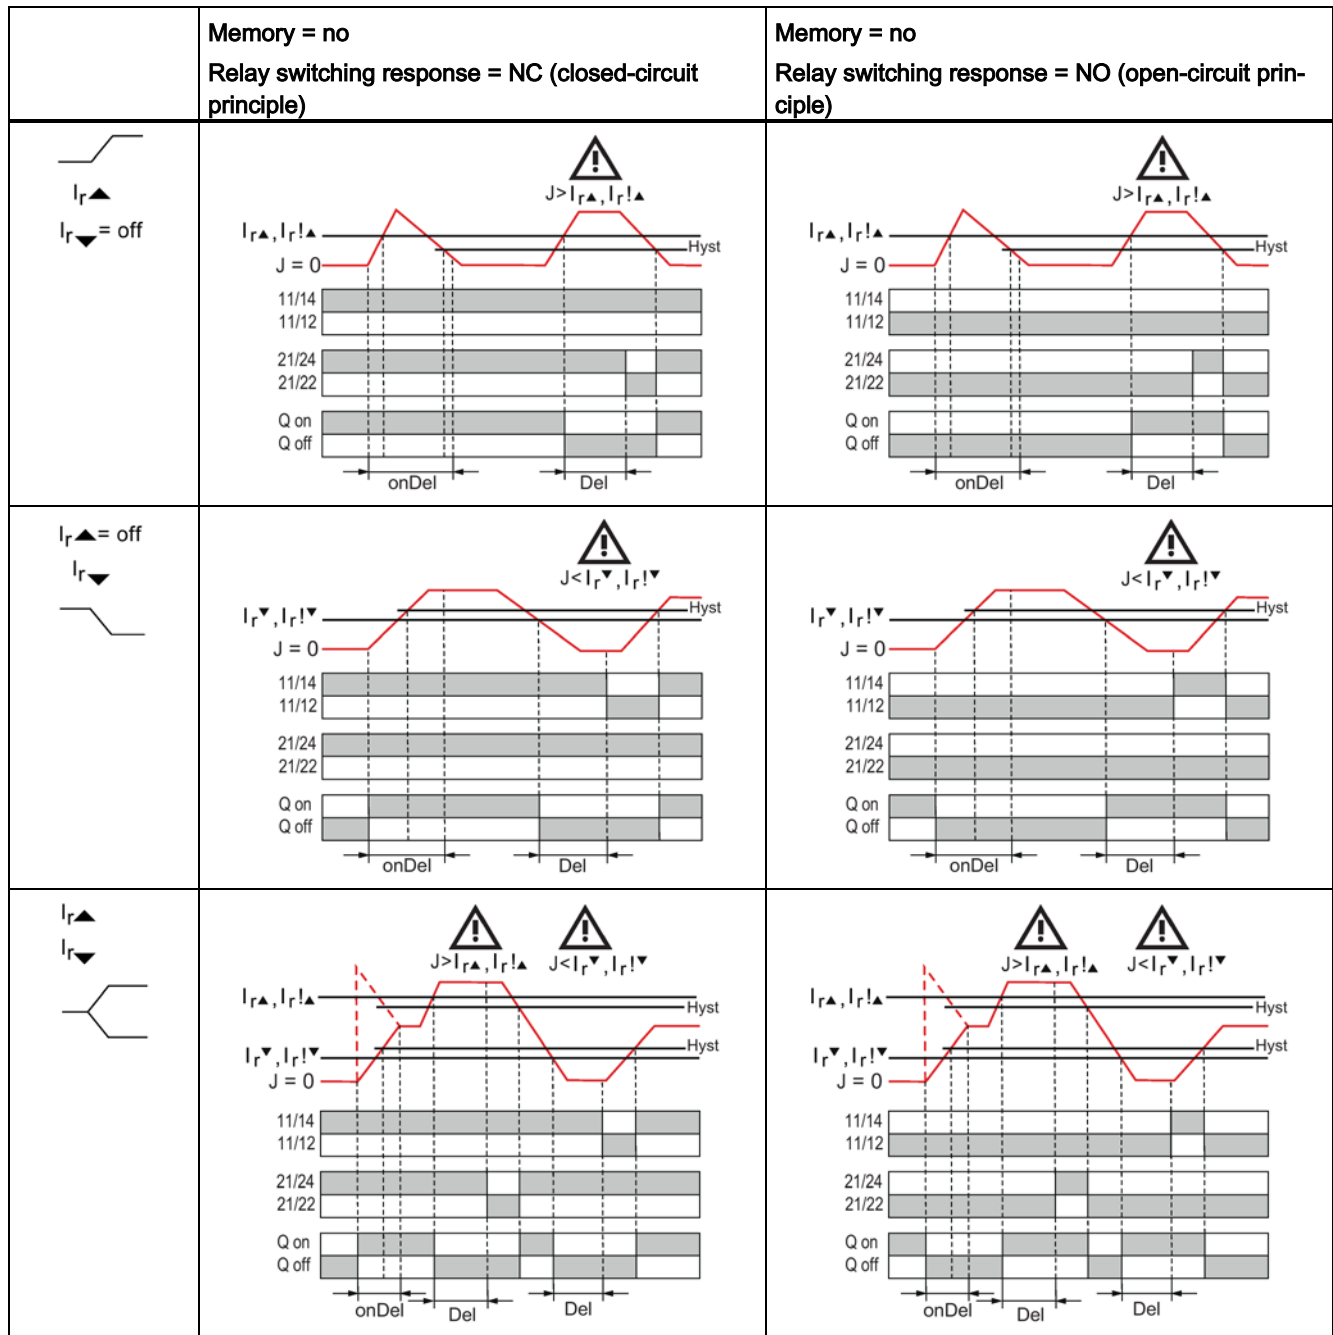 Memory = no
Relay switching response = NC (closed-circuit
principle)
Memory = no
Relay switching response = NO (open-circuit prin-
ciple)
Ir▲
Ir▼= off
J>Ir▲,Ir!▲
Ir▲,Ir!▲
Hyst
J = 0
11/14
11/12
21/24
21/22
Q on
Q off
onDel
Del
J>Ir▲,Ir!▲
Ir▲,Ir!▲
Hyst
J = 0
11/14
11/12
21/24
21/22
Q on
Q off
onDel
Del
Ir▲= off
Ir▼
J<Ir▼,Ir!▼
Ir▼,Ir!▼
Hyst
J = 0
11/14
11/12
21/24
21/22
Q on
Q off
onDel
Del
J<Ir▼,Ir!▼
Ir▼,Ir!▼
Hyst
J = 0
11/14
11/12
21/24
21/22
Q on
Q off
onDel
Del
Ir▲
Ir▼
J>Ir▲,Ir!▲
J<Ir▼,Ir!▼
Ir▲,Ir!▲
Hyst
Ir▼,Ir!▼
Hyst
J = 0
11/14
11/12
21/24
21/22
Q on
Q off
onDel
Del
Del
J>Ir▲,Ir!▲
J<Ir▼,Ir!▼
Ir▲,Ir!▲
Hyst
Ir▼,Ir!▼
Hyst
J = 0
11/14
11/12
21/24
21/22
Q on
Q off
onDel
Del
Del